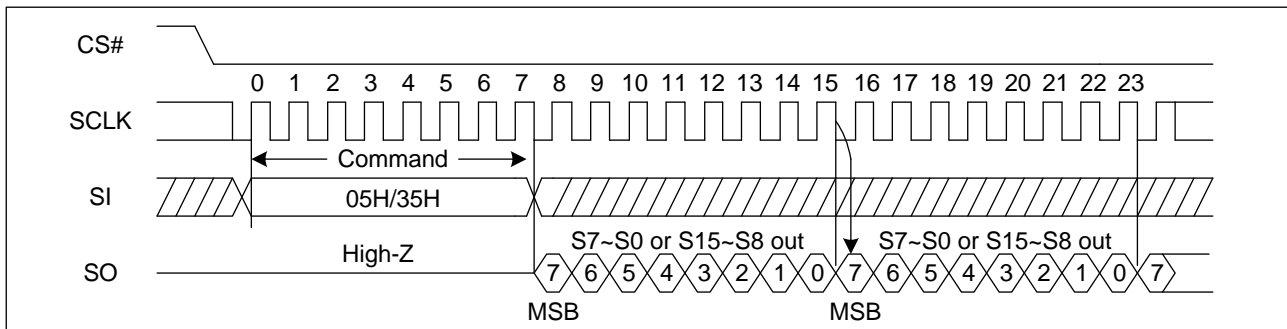 CS#
0 1 2 3 4 5 6 7 8 9 10 11 12 13 14 15 16 17 18 19 20 21 22 23
SCLK
Command
SI
05H/35H
High-Z
S7~S0 or S15~S8 out S7~S0 or S15~S8 out
SO
7 6 5 4 3 2 1 0 7 6 5 4 3 2 1 0 7
MSB MSB